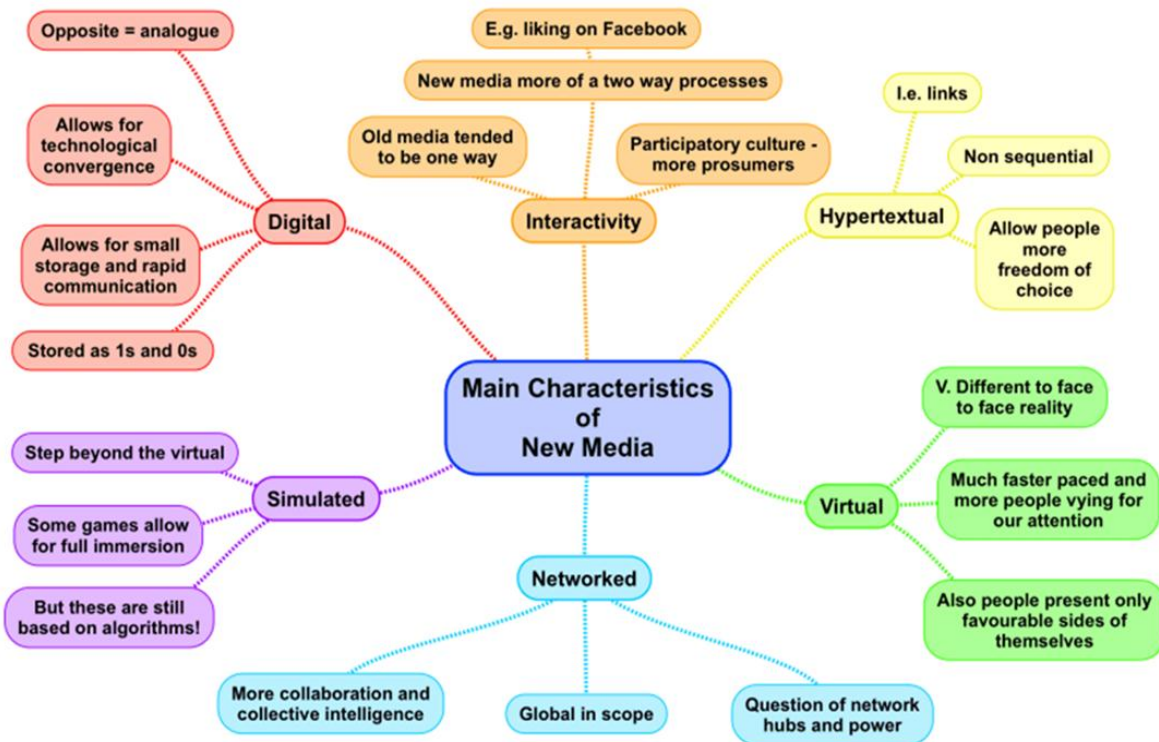 Opposite = analogue
Allows for
technological
convergence
Digital
Allows for small
storage and rapid
communication
Stored as 1s and 0s
E.g. liking on Facebook
New media more of a two way processes
Old media tended
to be one way
Participatory culture -
more prosumers
Interactivity
I.e. links
Non sequential
Hypertextual
Allow people
more
freedom of
choice
Main Characteristics
of
New Media
Step beyond the virtual
Simulated
Some games allow
for full immersion
But these are still
based on algorithms!
V. Different to face
to face reality
Virtual
Much faster paced and
more people vying for
our attention
Also people present only
favourable sides of
themselves
Networked
More collaboration and
collective intelligence
Global in scope
Question of network
hubs and power